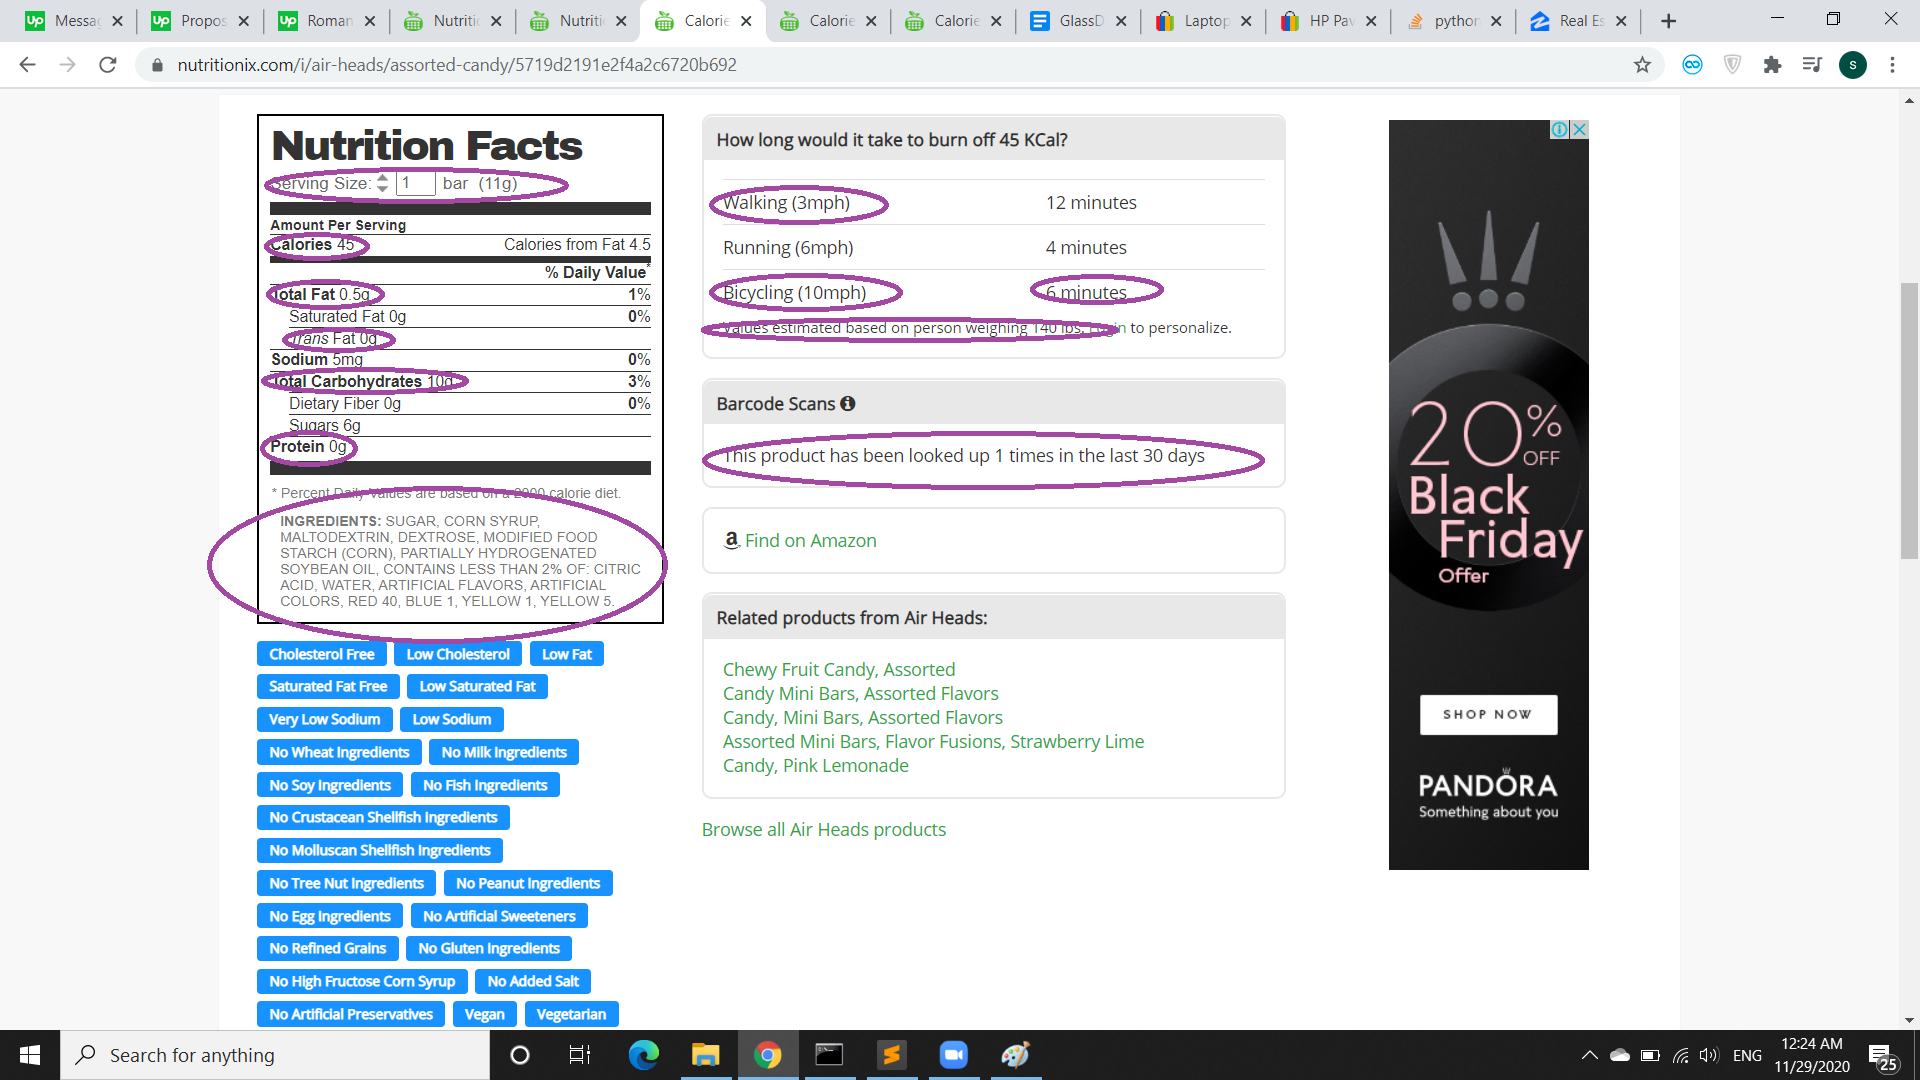 Messag
Propos
Roman
Nutritic
Nutritic
Calorie
Calorie
Calorie
GlassD
Laptop
HP Pav
python
Real Es
nutritionix.com/i/air-heads/assorted-candy/5719d2191e2f4a2c6720b692
S
Nutrition Facts
Serving Size: 1 bar (11g)
Amount Per Serving
Calories 45 Calories from Fat 4.5
% Daily Value*
Total Fat 0.5g 1%
Saturated Fat 0g 0%
Trans Fat 0g
Sodium 5mg 0%
Total Carbohydrates 10g 3%
Dietary Fiber 0g 0%
Sugars 6g
Protein 0g
* Percent Daily Values are based on a 2000 calorie diet.
INGREDIENTS: SUGAR, CORN SYRUP,
MALTODEXTRIN, DEXTROSE, MODIFIED FOOD
STARCH (CORN), PARTIALLY HYDROGENATED
SOYBEAN OIL, CONTAINS LESS THAN 2% OF: CITRIC
ACID, WATER, ARTIFICIAL FLAVORS, ARTIFICIAL
COLORS, RED 40, BLUE 1, YELLOW 1, YELLOW 5.
Cholesterol Free Low Cholesterol Low Fat
Saturated Fat Free Low Saturated Fat
Very Low Sodium Low Sodium
No Wheat Ingredients No Milk Ingredients
No Soy Ingredients No Fish Ingredients
No Crustacean Shellfish Ingredients
No Molluscan Shellfish Ingredients
No Tree Nut Ingredients No Peanut Ingredients
No Egg Ingredients No Artificial Sweeteners
No Refined Grains No Gluten Ingredients
No High Fructose Corn Syrup No Added Salt
No Artificial Preservatives Vegan Vegetarian
How long would it take to burn off 45 KCal?
Walking (3mph) 12 minutes
Running (6mph) 4 minutes
Bicycling (10mph) 6 minutes
Values estimated based on person weighing 140 lbs. Login to personalize.
Barcode Scans
This product has been looked up 1 times in the last 30 days
Find on Amazon
Related products from Air Heads:
Chewy Fruit Candy, Assorted
Candy Mini Bars, Assorted Flavors
Candy, Mini Bars, Assorted Flavors
Assorted Mini Bars, Flavor Fusions, Strawberry Lime
Candy, Pink Lemonade
Browse all Air Heads products
20% OFF
Black
Friday
Offer
SHOP NOW
PANDORA
Something about you
Search for anything
ENG
12:24 AM
11/29/2020
25